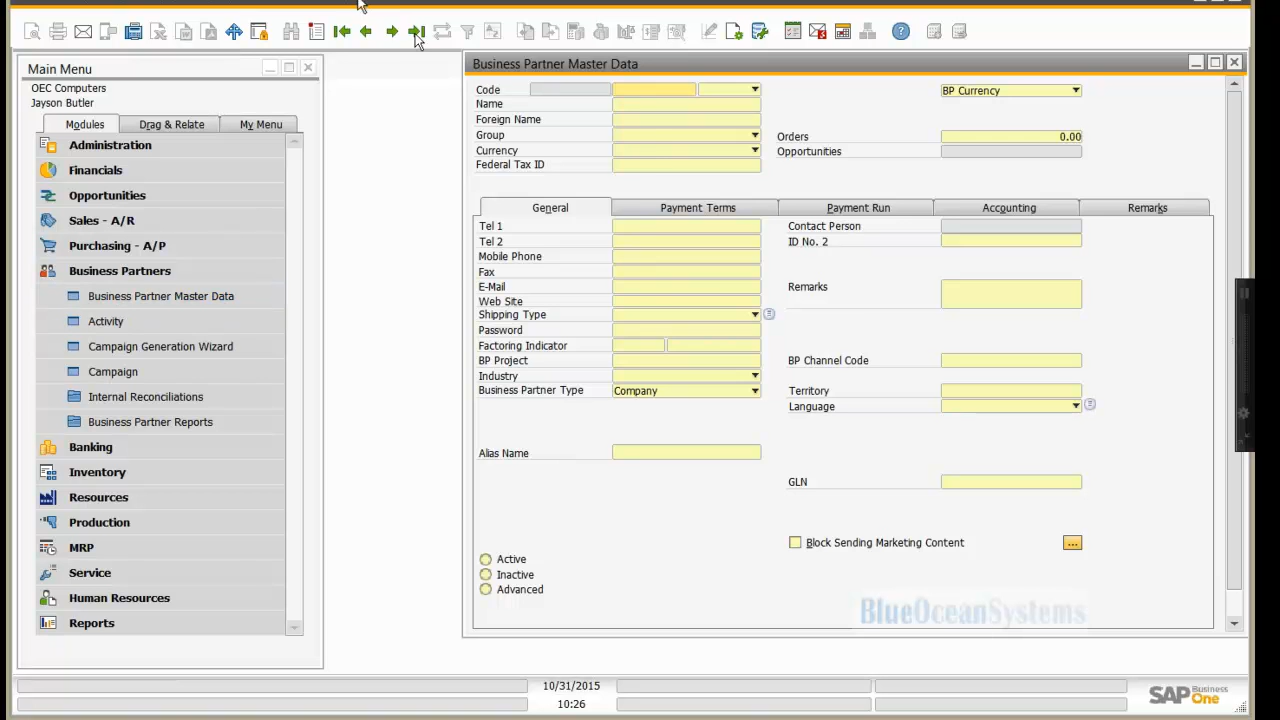 Main Menu
OEC Computers
Jayson Butler
Modules
Drag & Relate
My Menu
Administration
Financials
Opportunities
Sales - A/R
Purchasing - A/P
Business Partners
Business Partner Master Data
Activity
Campaign Generation Wizard
Campaign
Internal Reconciliations
Business Partner Reports
Banking
Inventory
Resources
Production
MRP
Service
Human Resources
Reports
Business Partner Master Data
Code
Name
Foreign Name
Group
Currency
Federal Tax ID
BP Currency
Orders 0.00
Opportunities
General
Payment Terms
Payment Run
Accounting
Remarks
Tel 1
Tel 2
Mobile Phone
Fax
E-Mail
Web Site
Shipping Type
Password
Factoring Indicator
BP Project
Industry
Business Partner Type Company
Alias Name
Active
Inactive
Advanced
Contact Person
ID No. 2
Remarks
BP Channel Code
Territory
Language
GLN
Block Sending Marketing Content
...
BlueOceanSystems
10/31/2015
10:26
SAP Business One